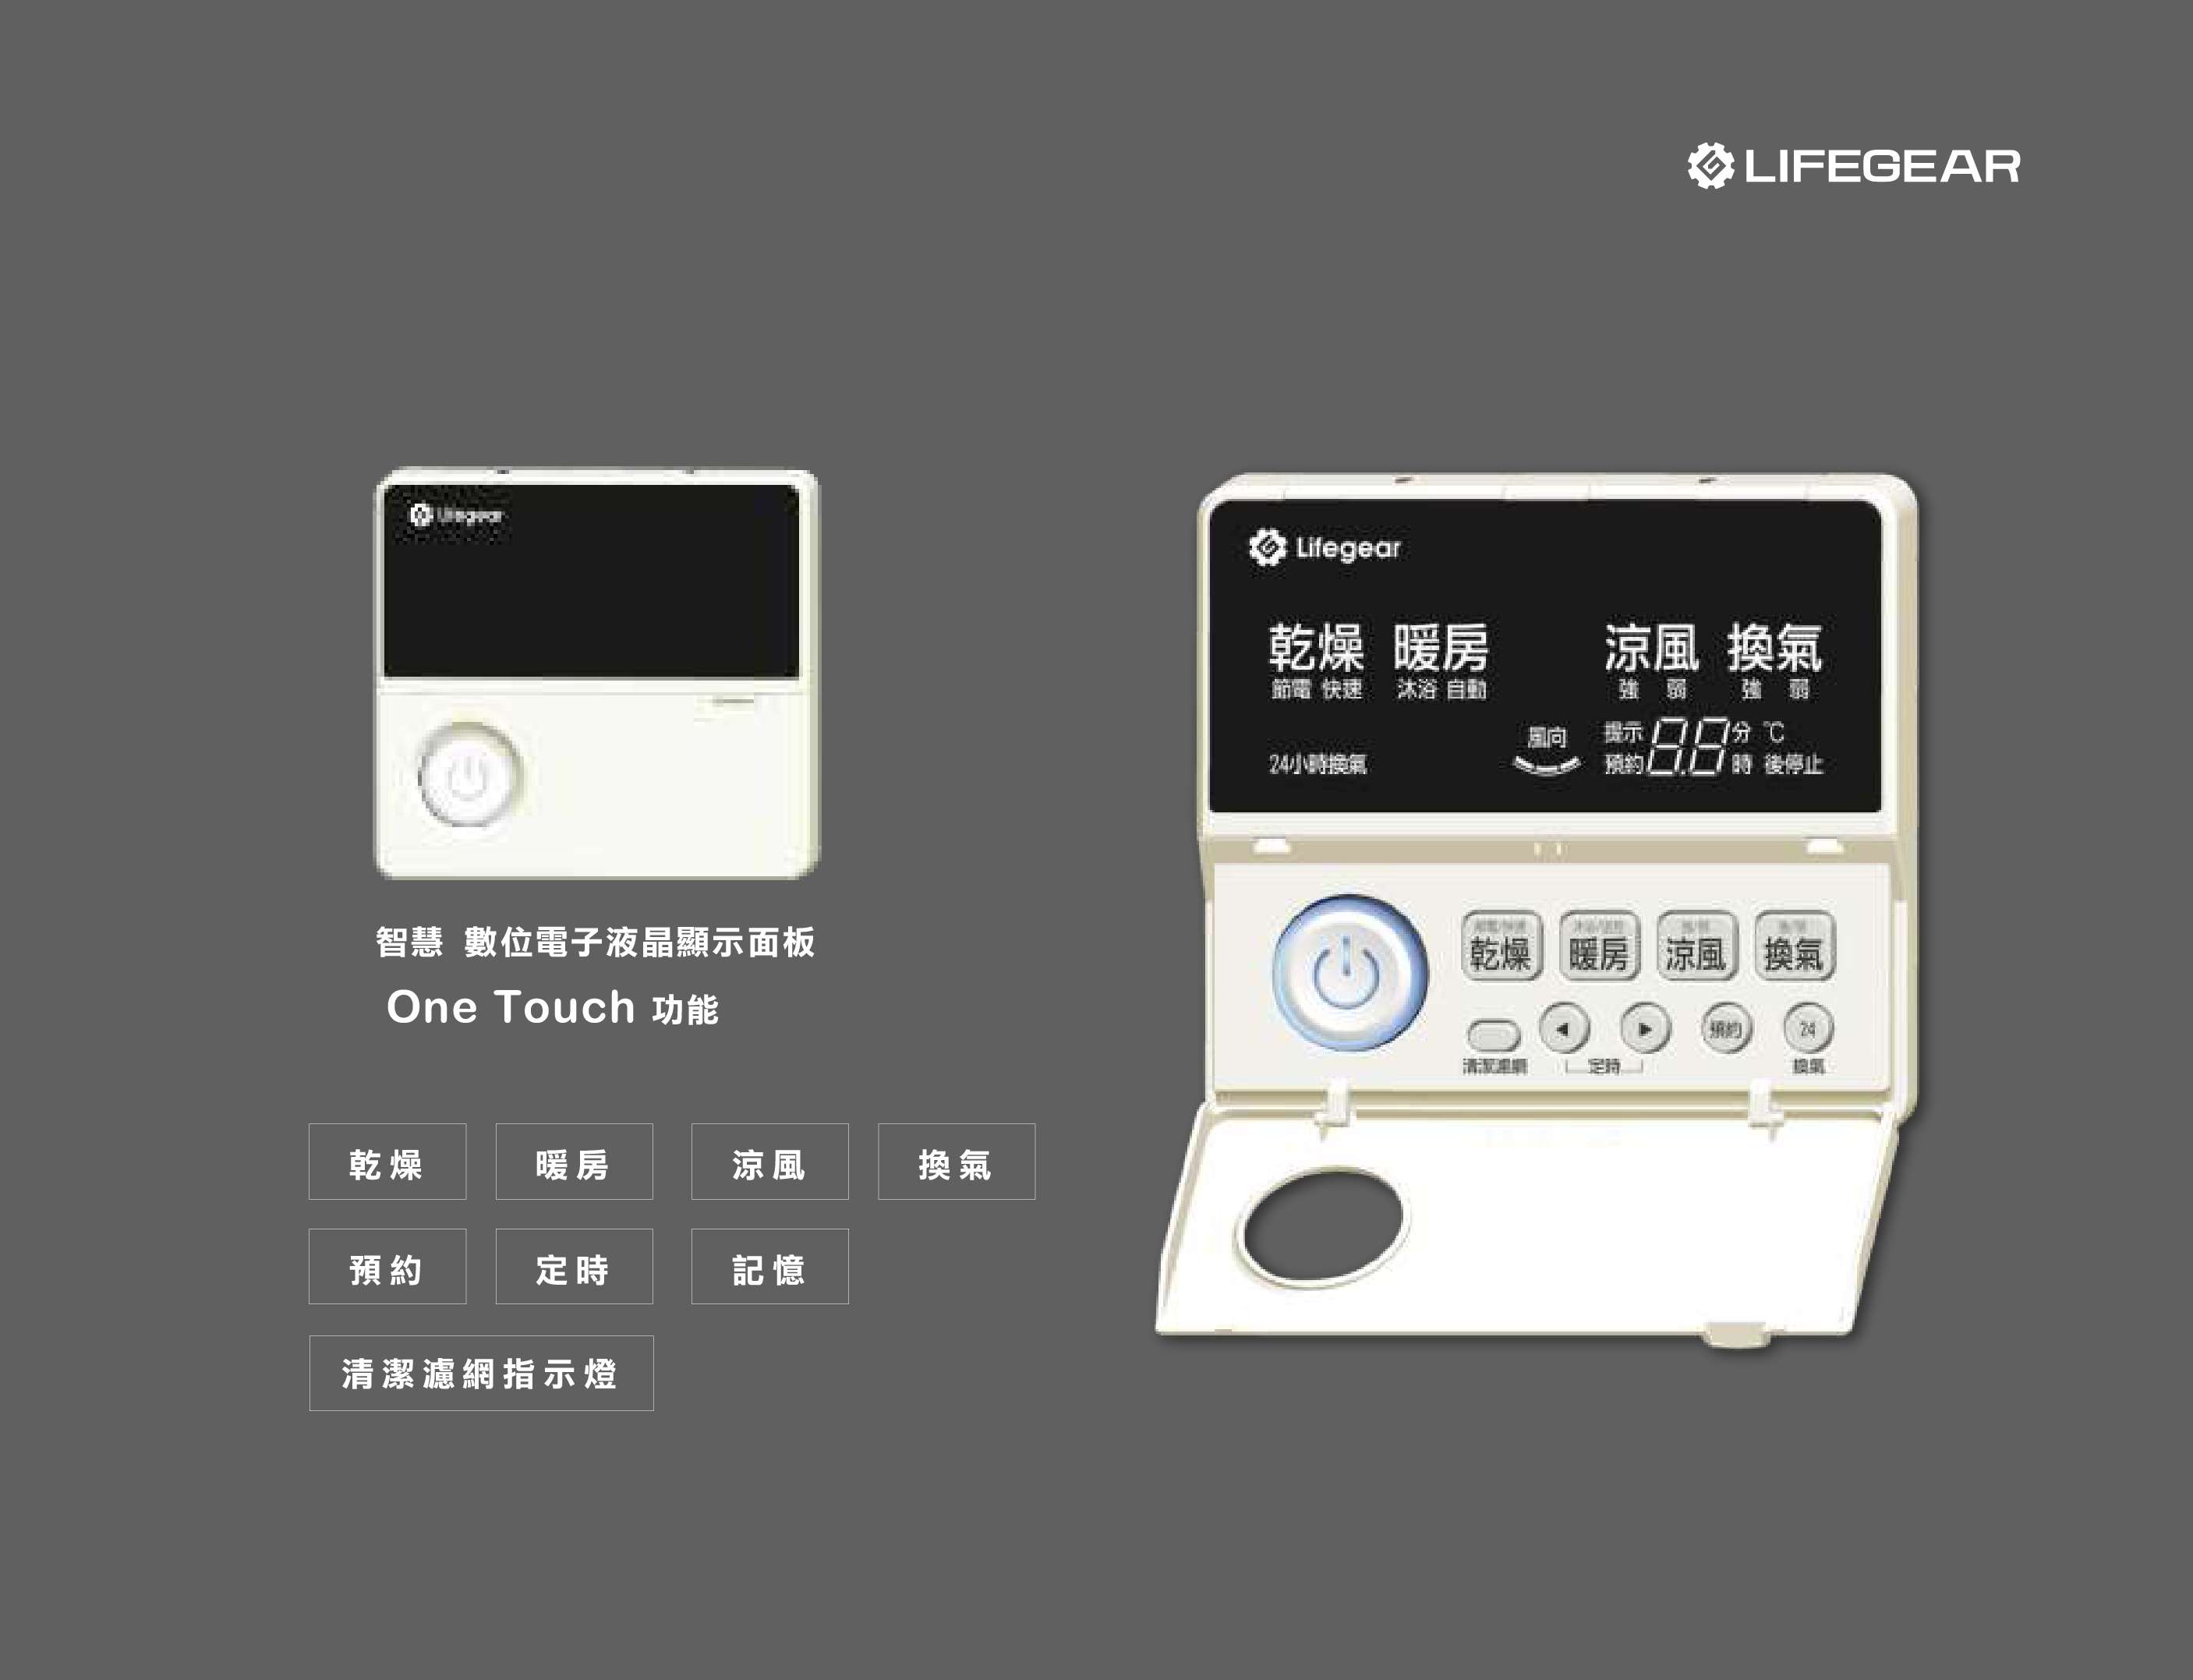 LIFEGEAR
Lifegear
智慧 數位電子液晶顯示面板
One Touch 功能
乾燥 暖房 涼風 換氣
預約 定時 記憶
清潔濾網指示燈
Lifegear
乾燥 暖房 涼風 換氣
節電 快速 沐浴 自動 強 弱 強 弱
風向 提示 8.8 分 ℃
24小時換氣 預約 時 後停止
乾燥 暖房 涼風 換氣
◀ ▶ 預約 24
清潔濾網 定時 換氣